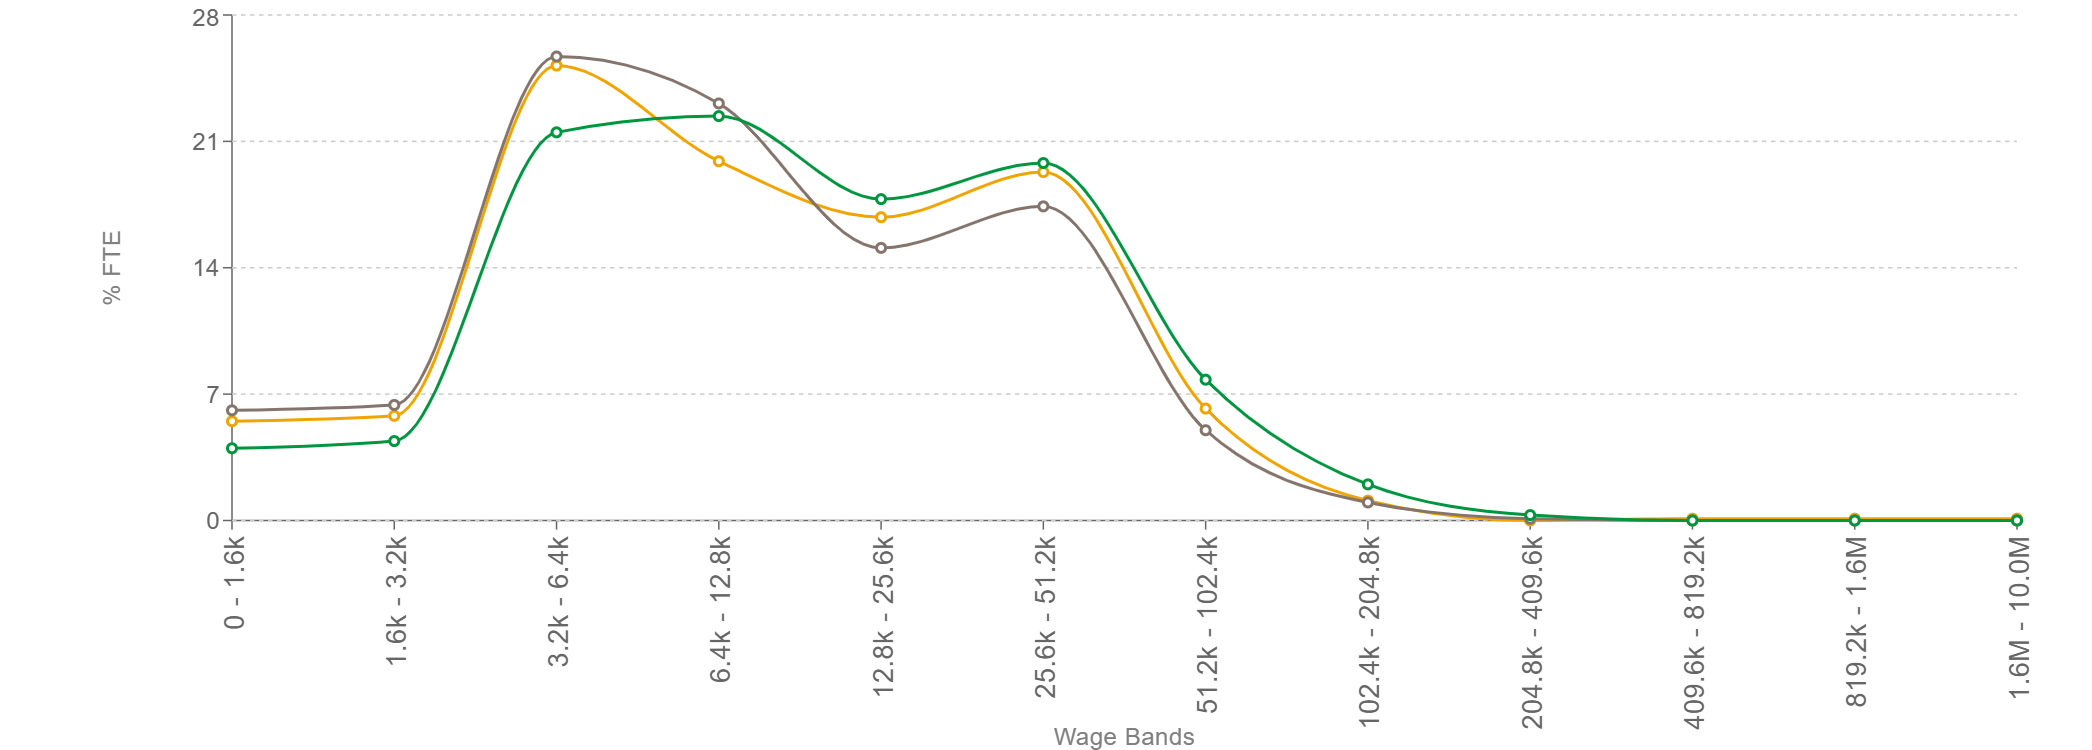 28
21
14
7
0
% FTE
0 - 1.6k
1.6k - 3.2k
3.2k - 6.4k
6.4k - 12.8k
12.8k - 25.6k
25.6k - 51.2k
51.2k - 102.4k
102.4k - 204.8k
204.8k - 409.6k
409.6k - 819.2k
819.2k - 1.6M
1.6M - 10.0M
Wage Bands